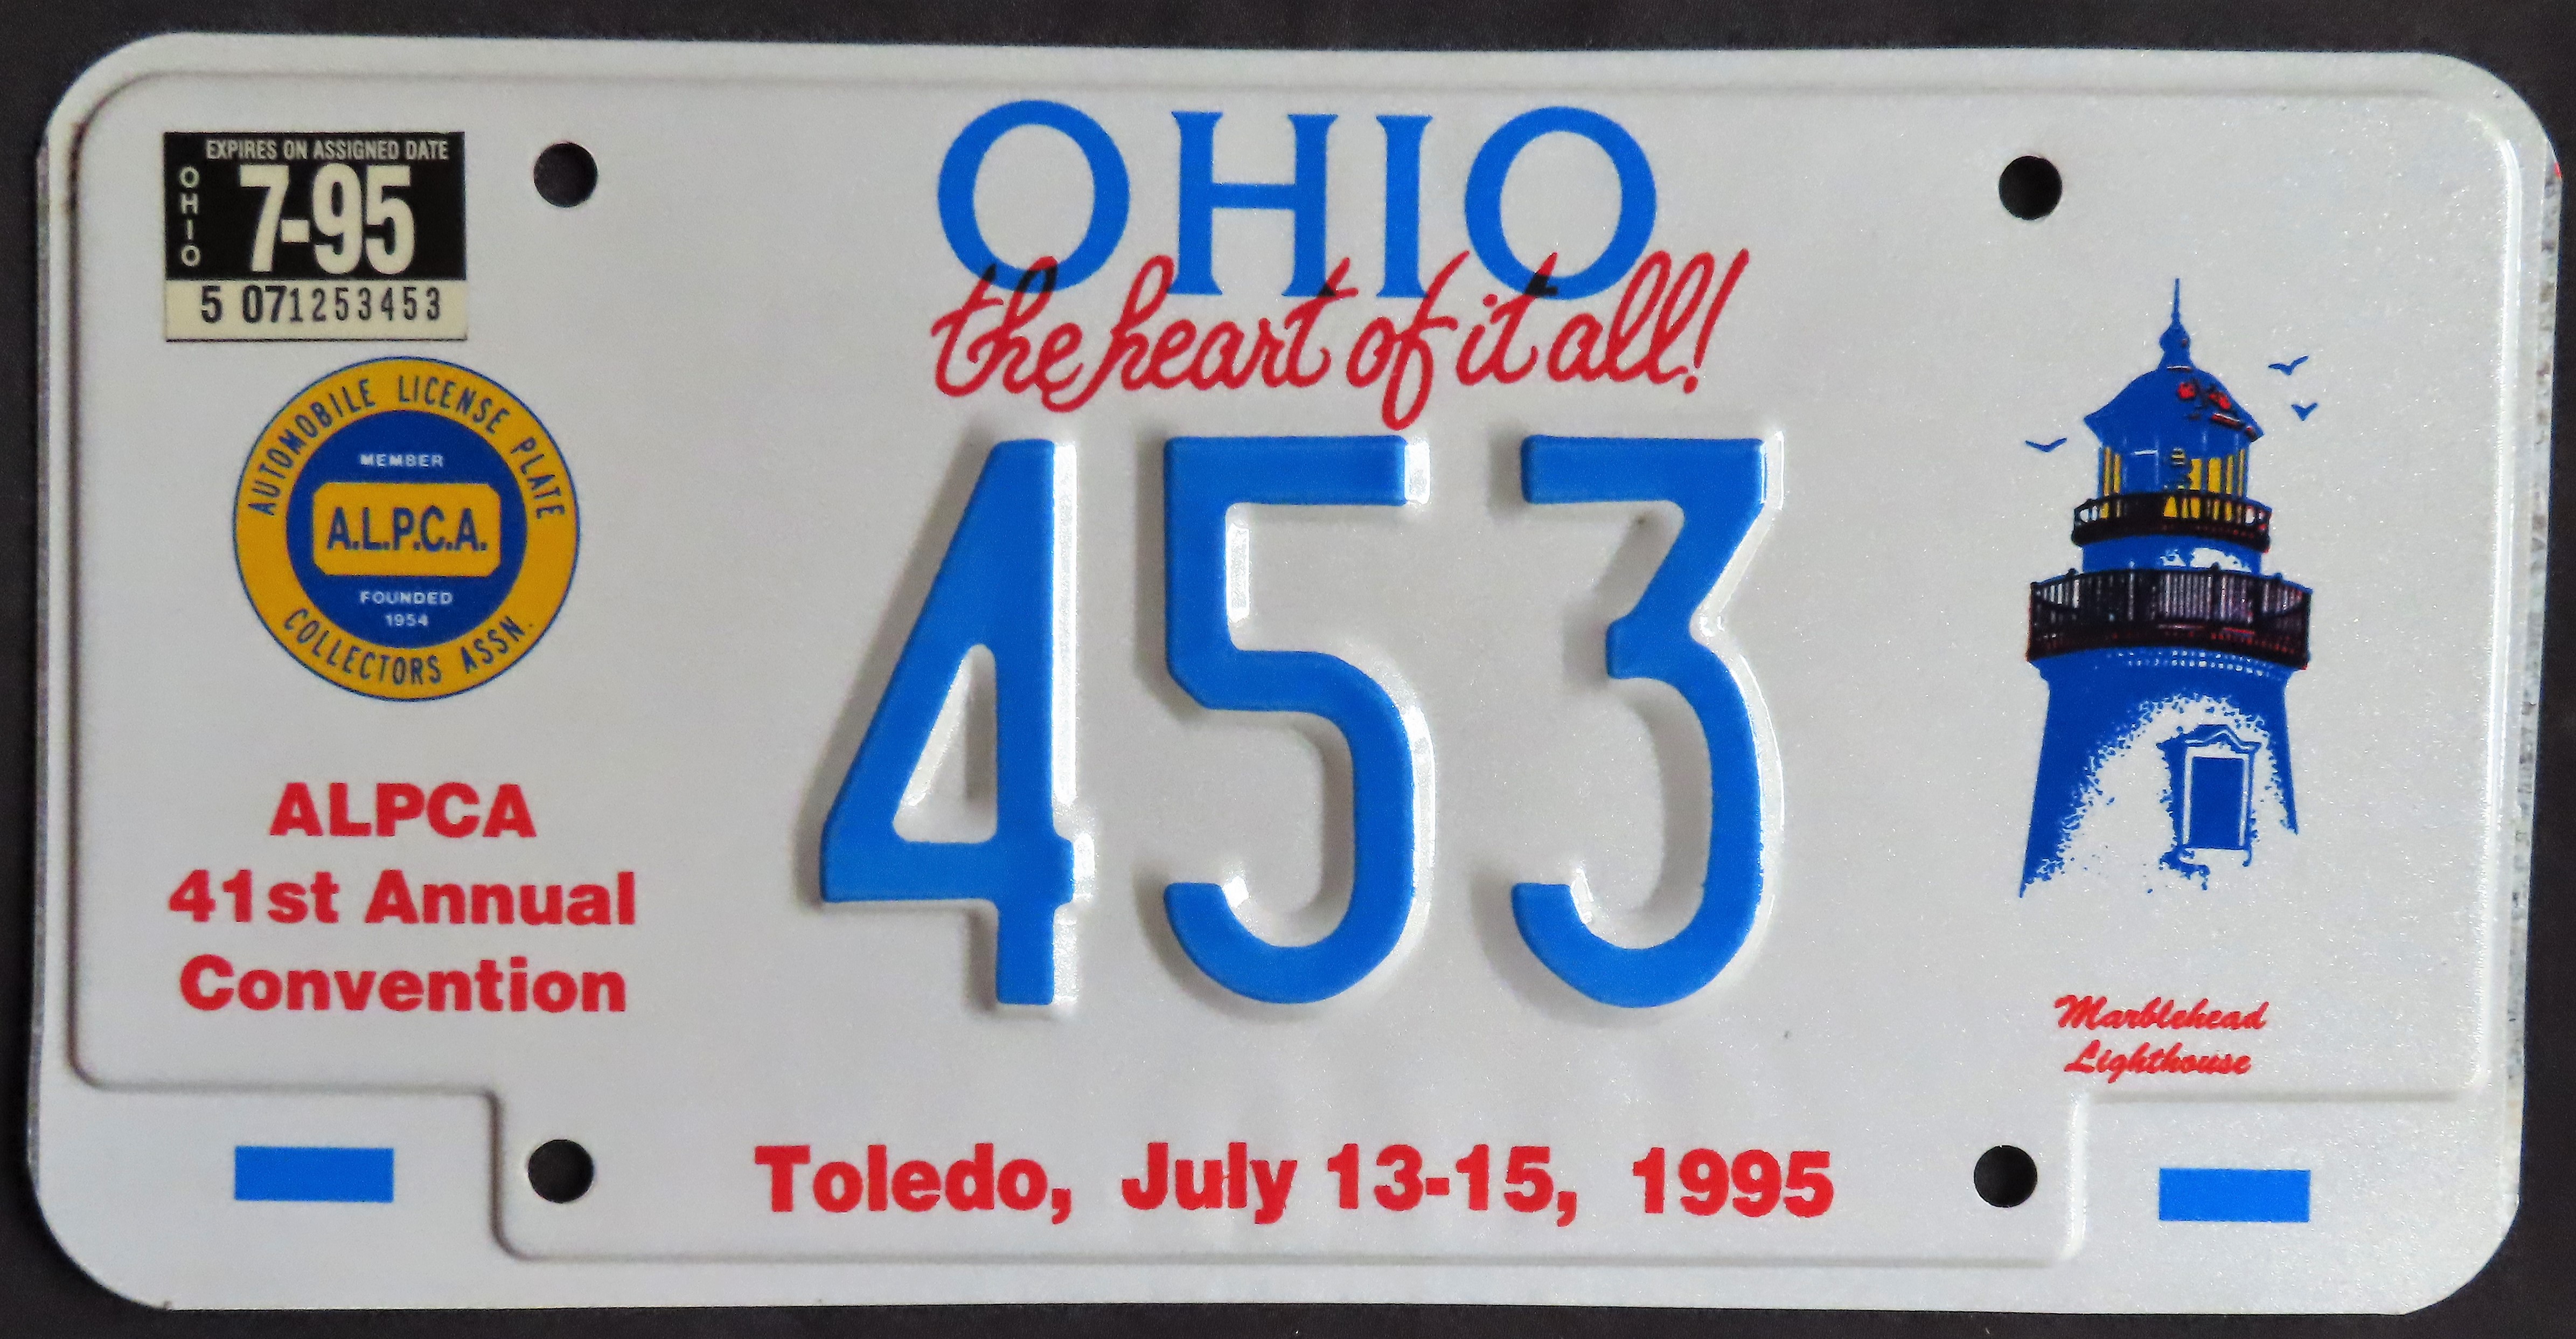 EXPIRES ON ASSIGNED DATE
OHIO
7-95
5 071253453
OHIO
the heart of it all!
AUTOMOBILE LICENSE PLATE
MEMBER
A.L.P.C.A.
FOUNDED
1954
COLLECTORS ASSN.
453
ALPCA
41st Annual
Convention
Marblehead
Lighthouse
Toledo, July 13-15, 1995